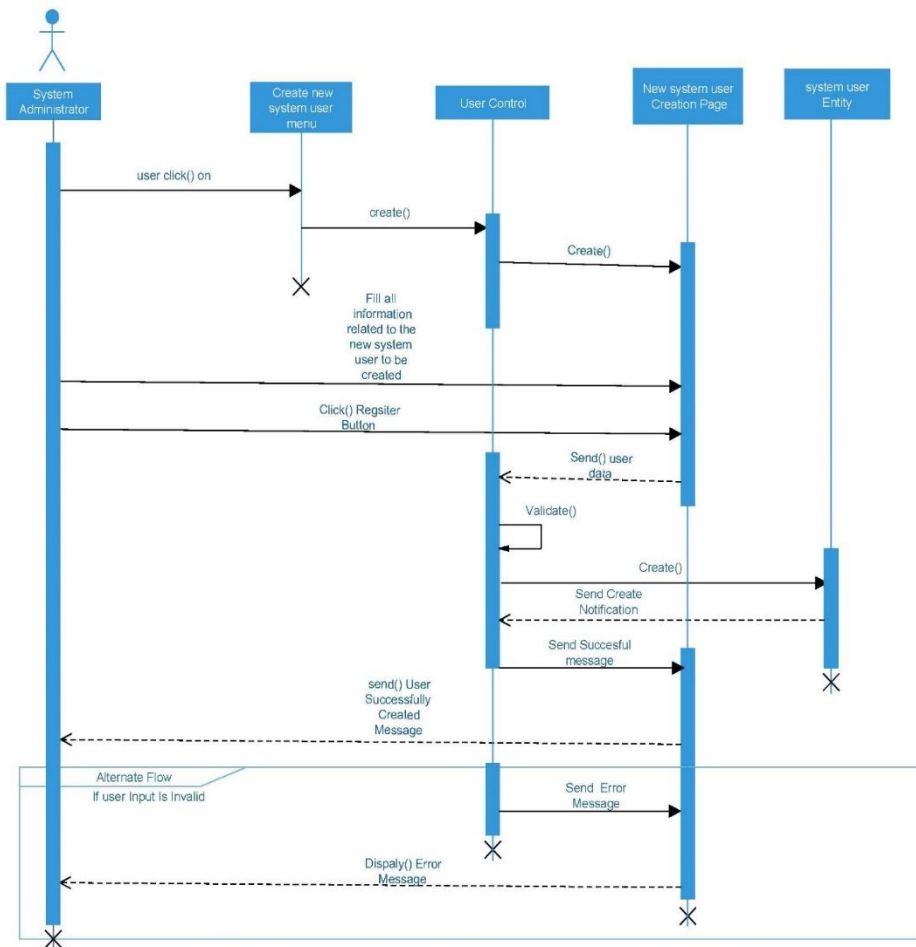 System
Administrator
Create new
system user
menu
User Control
New system user
Creation Page
system user
Entity
user click() on
create()
Create()
Fill all
information
related to the
new system
user to be
created
Click() Regsiter
Button
Send() user
data
Validate()
Create()
Send Create
Notification
Send Succesful
message
send() User
Successfully
Created
Message
Alternate Flow
If user Input Is Invalid
Send Error
Message
Dispaly() Error
Message